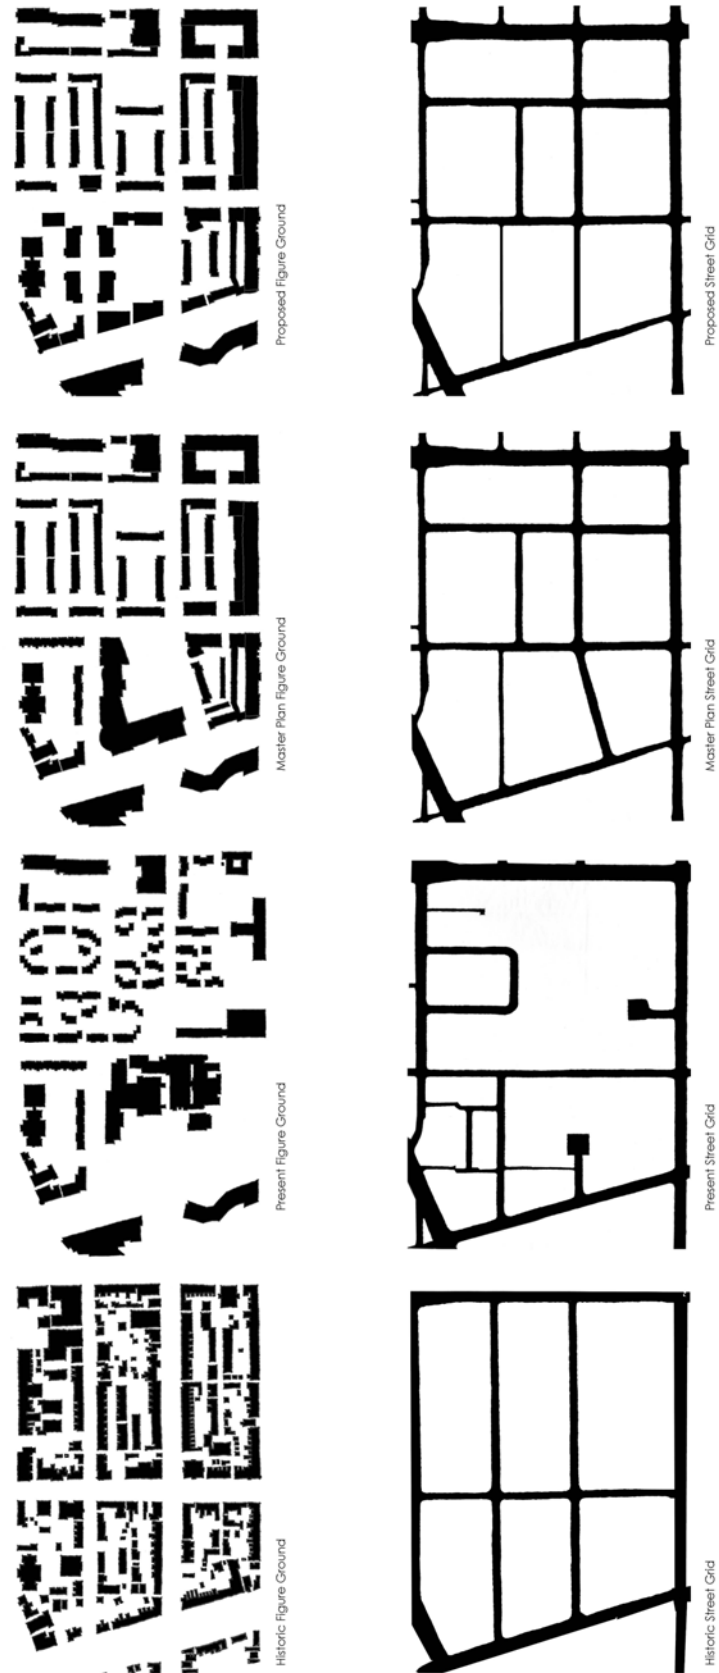 Historic Figure Ground
Present Figure Ground
Master Plan Figure Ground
Proposed Figure Ground
Historic Street Grid
Present Street Grid
Master Plan Street Grid
Proposed Street Grid